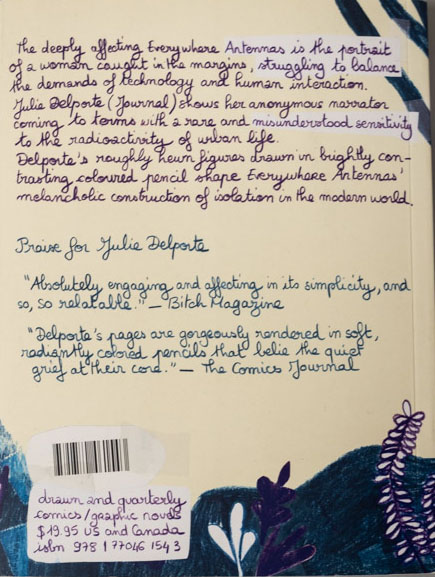 The deeply affecting Everywhere Antennas is the portrait
of a woman caught in the margins, struggling to balance
the demands of technology and human interaction.
Julie Delporte (Journal) shows her anonymous narrator
coming to terms with a rare and misunderstood sensitivity
to the radioactivity of urban life.
Delporte's roughly hewn figures drawn in brightly con-
trasting coloured pencil shape Everywhere Antennas'
melancholic construction of isolation in the modern world.
Praise for Julie Delporte
"Absolutely engaging and affecting in its simplicity, and
so, so relatable." — Bitch Magazine
"Delporte's pages are gorgeously rendered in soft,
radiantly colored pencils that belie the quiet
grief at their core." — The Comics Journal
drawn and quarterly
comics/graphic novels
$19.95 US and Canada
isbn 978 1 77046 154 3